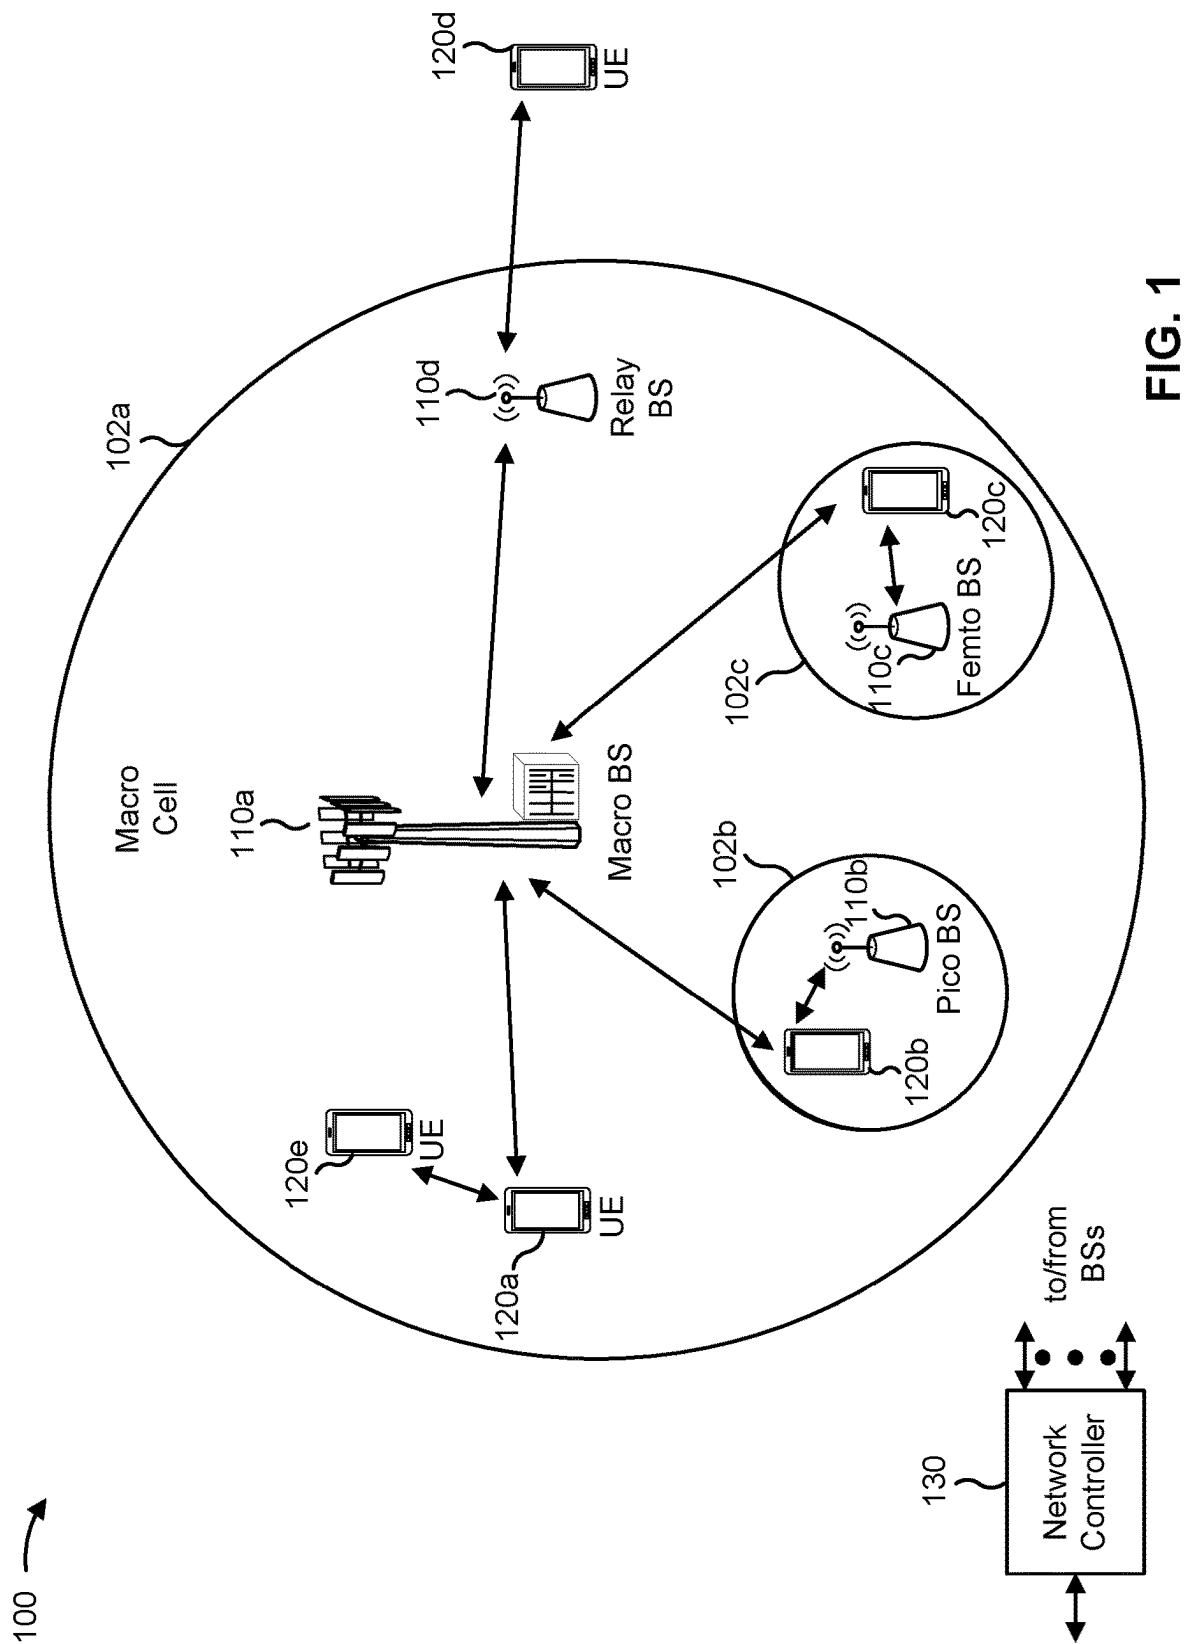 100
102a
Macro
Cell
110a
120d
UE
110d
Relay
BS
120e
UE
120a
UE
Macro BS
102b
110b
Pico BS
120b
102c
110c
Femto BS
120c
130
Network
Controller
to/from
BSs
FIG. 1